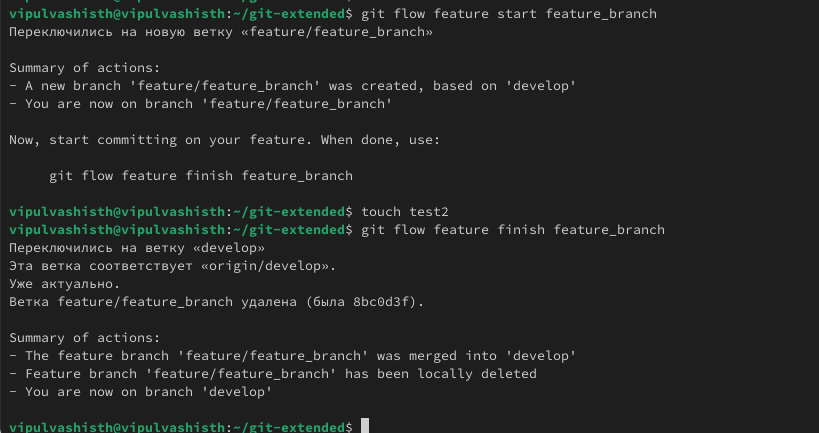 vipulvashisth@vipulvashisth:~/git-extended$ git flow feature start feature_branch
Переключились на новую ветку «feature/feature_branch»
Summary of actions:
- A new branch 'feature/feature_branch' was created, based on 'develop'
- You are now on branch 'feature/feature_branch'
Now, start committing on your feature. When done, use:
git flow feature finish feature_branch
vipulvashisth@vipulvashisth:~/git-extended$ touch test2
vipulvashisth@vipulvashisth:~/git-extended$ git flow feature finish feature_branch
Переключились на ветку «develop»
Эта ветка соответствует «origin/develop».
Уже актуально.
Ветка feature/feature_branch удалена (была 8bc0d3f).
Summary of actions:
- The feature branch 'feature/feature_branch' was merged into 'develop'
- Feature branch 'feature/feature_branch' has been locally deleted
- You are now on branch 'develop'
vipulvashisth@vipulvashisth:~/git-extended$